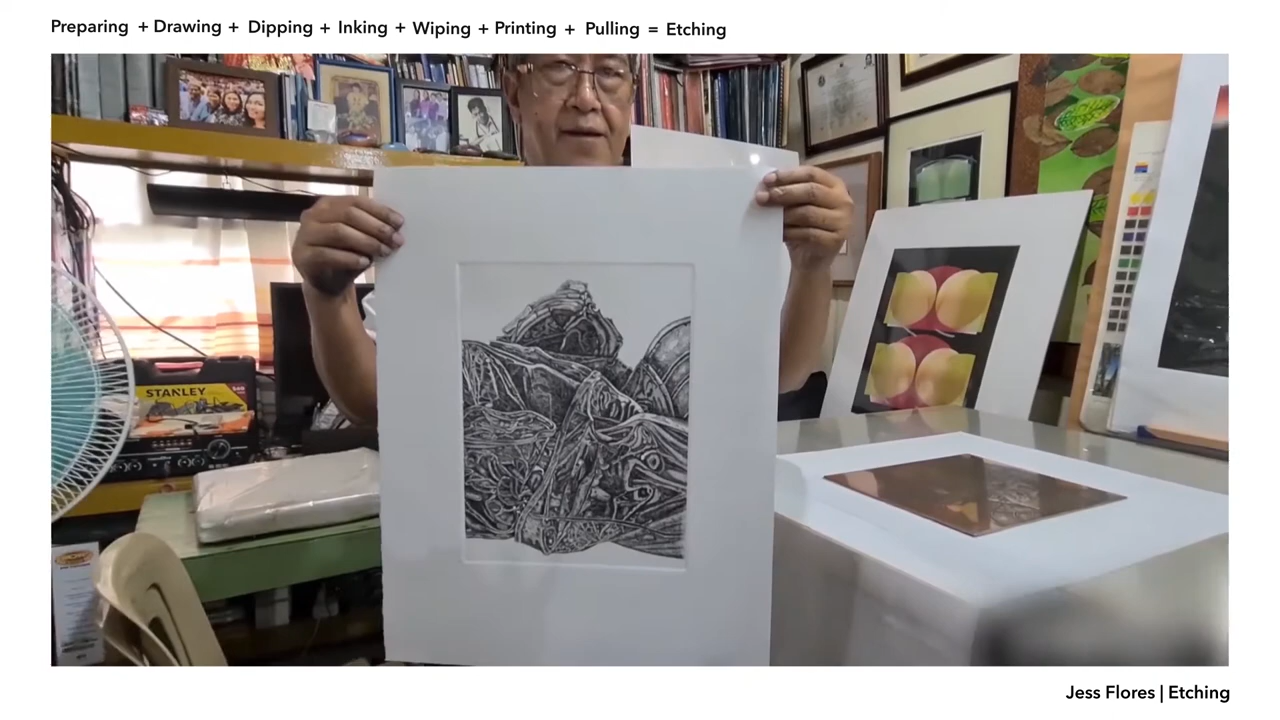 Preparing + Drawing + Dipping + Inking + Wiping + Printing + Pulling = Etching
STANLEY
Jess Flores | Etching